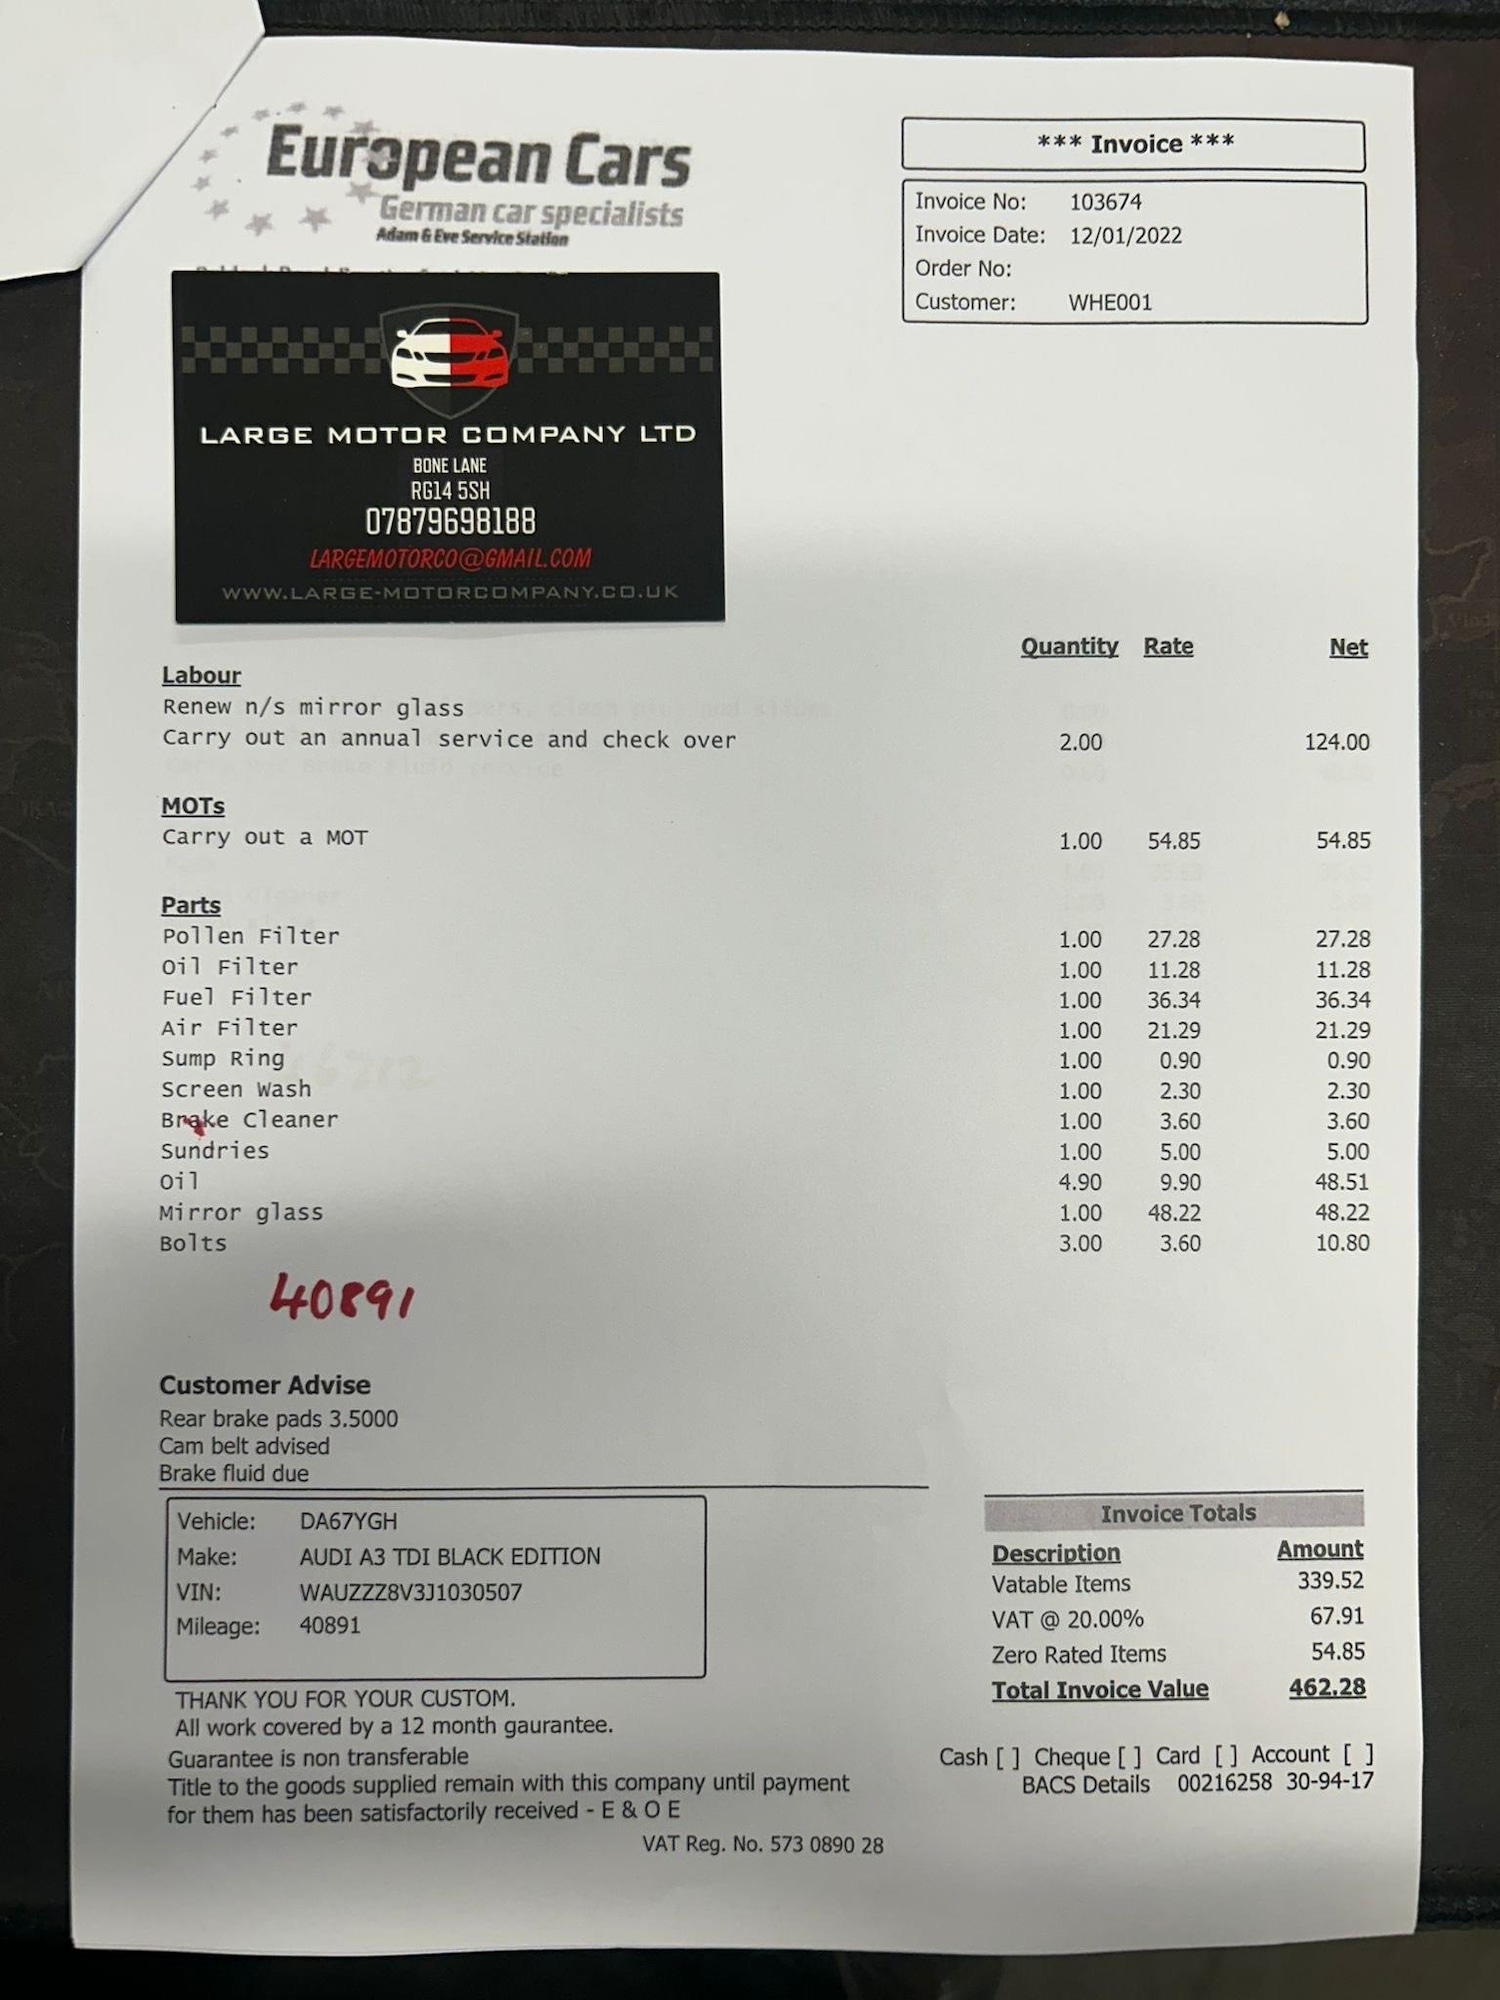 European Cars
German car specialists
Adam & Eve Service Station
*** Invoice ***
Invoice No: 103674
Invoice Date: 12/01/2022
Order No:
Customer: WHE001
LARGE MOTOR COMPANY LTD
BONE LANE
RG14 5SH
07879698188
LARGEMOTORCO@GMAIL.COM
WWW.LARGE-MOTORCOMPANY.CO.UK
Quantity Rate Net
Labour
Renew n/s mirror glass
Carry out an annual service and check over 2.00 124.00
MOTs
Carry out a MOT 1.00 54.85 54.85
Parts
Pollen Filter 1.00 27.28 27.28
Oil Filter 1.00 11.28 11.28
Fuel Filter 1.00 36.34 36.34
Air Filter 1.00 21.29 21.29
Sump Ring 1.00 0.90 0.90
Screen Wash 1.00 2.30 2.30
Brake Cleaner 1.00 3.60 3.60
Sundries 1.00 5.00 5.00
Oil 4.90 9.90 48.51
Mirror glass 1.00 48.22 48.22
Bolts 3.00 3.60 10.80
40891
Customer Advise
Rear brake pads 3.5000
Cam belt advised
Brake fluid due
Vehicle: DA67YGH
Make: AUDI A3 TDI BLACK EDITION
VIN: WAUZZZ8V3J1030507
Mileage: 40891
Invoice Totals
Description Amount
Vatable Items 339.52
VAT @ 20.00% 67.91
Zero Rated Items 54.85
Total Invoice Value 462.28
THANK YOU FOR YOUR CUSTOM.
All work covered by a 12 month gaurantee.
Guarantee is non transferable
Title to the goods supplied remain with this company until payment
for them has been satisfactorily received - E & O E
Cash [ ] Cheque [ ] Card [ ] Account [ ]
BACS Details 00216258 30-94-17
VAT Reg. No. 573 0890 28